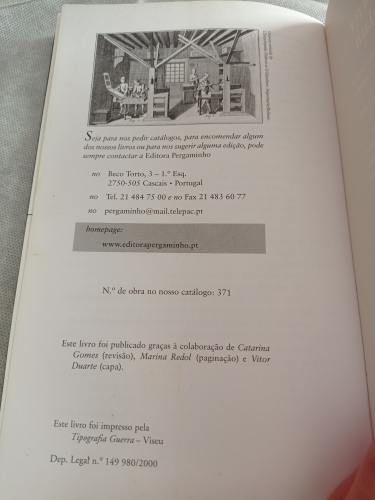 Seja para nos pedir catálogos, para encomendar algum
dos nossos livros ou para nos sugerir alguma edição, pode
sempre contactar a Editora Pergaminho
no Beco Torto, 3 – 1.º Esq.
2750-505 Cascais • Portugal
no Tel. 21 484 75 00 e no Fax 21 483 60 77
no pergaminho@mail.telepac.pt
homepage:
www.editorapergaminho.pt
N.º de obra no nosso catálogo: 371
Este livro foi publicado graças à colaboração de Catarina
Gomes (revisão), Marina Redol (paginação) e Vitor
Duarte (capa).
Este livro foi impresso pela
Tipografia Guerra – Viseu
Dep. Legal n.º 149 980/2000